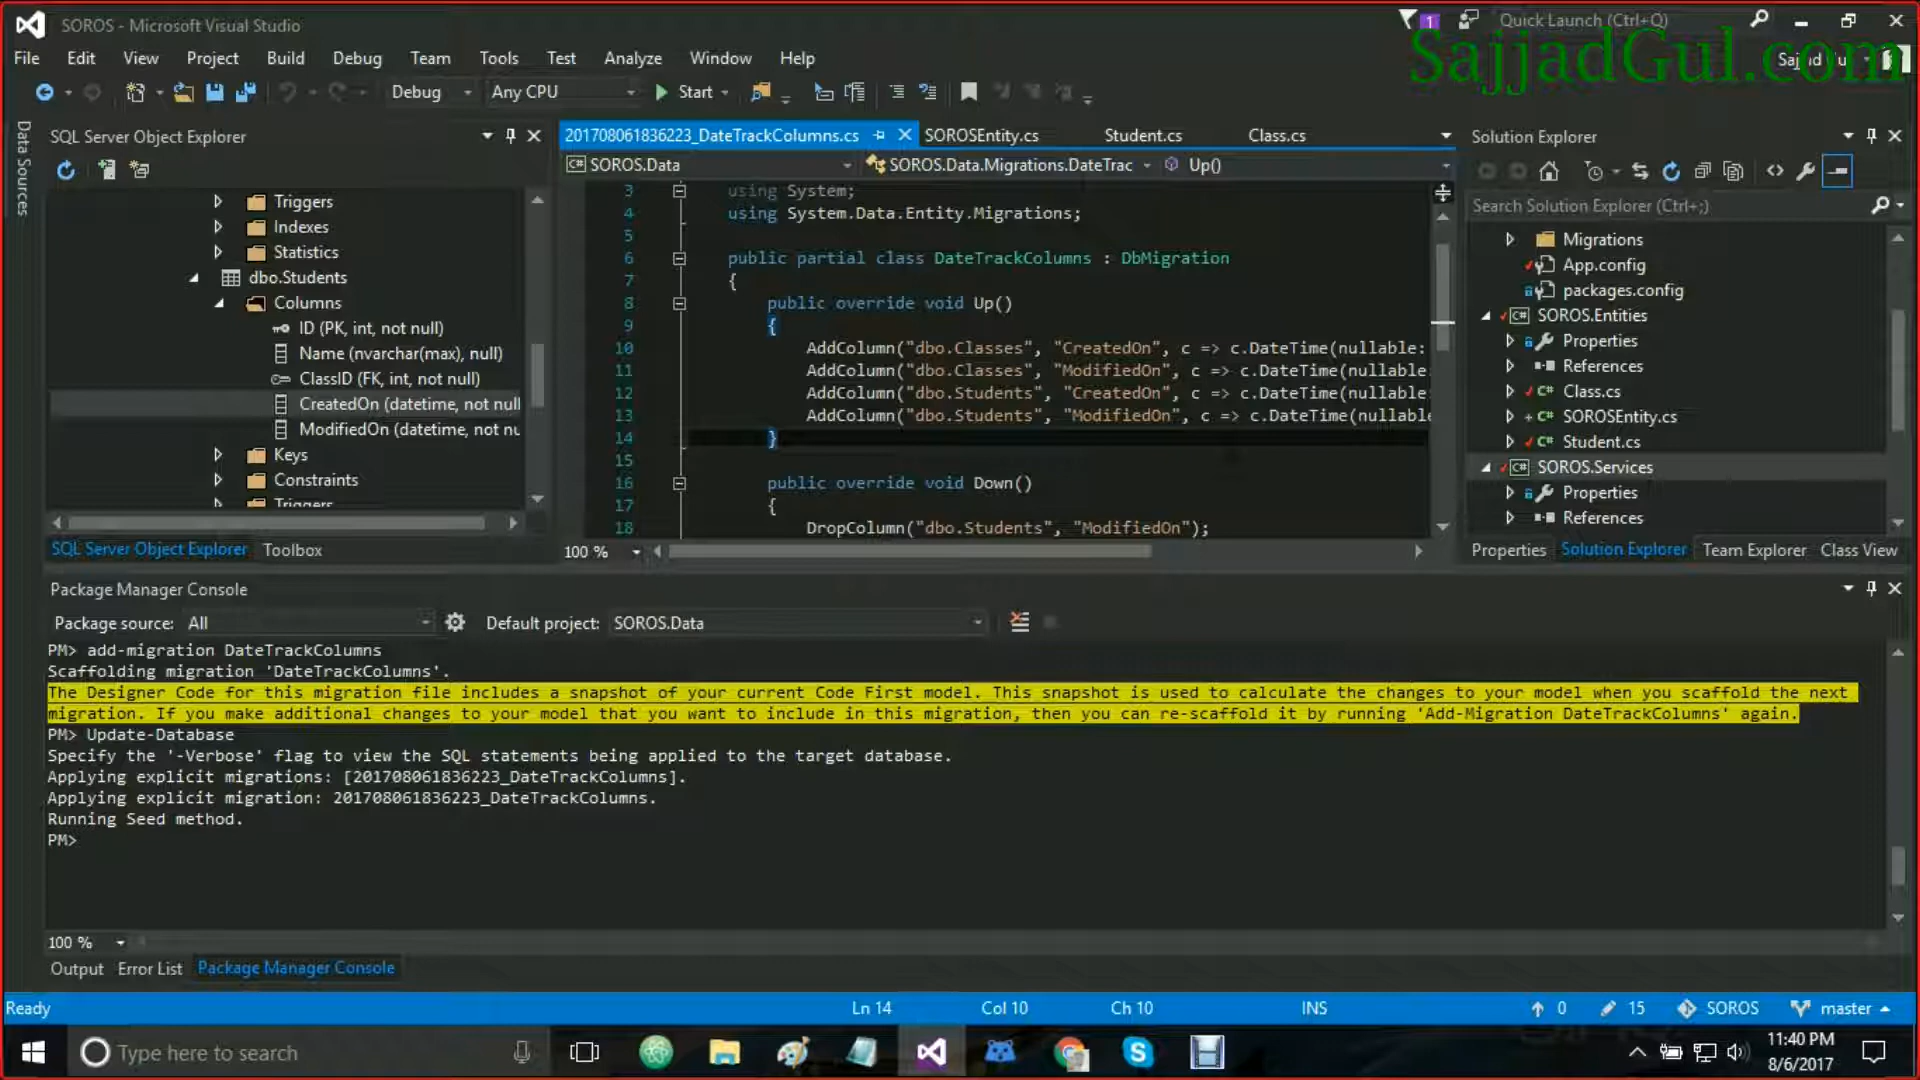 SOROS - Microsoft Visual Studio
1
Quick Launch (Ctrl+Q)
SajjadGul.com
File Edit View Project Build Debug Team Tools Test Analyze Window Help
Debug Any CPU Start
Data Sources
SQL Server Object Explorer
Triggers
Indexes
Statistics
dbo.Students
Columns
ID (PK, int, not null)
Name (nvarchar(max), null)
ClassID (FK, int, not null)
CreatedOn (datetime, not null
ModifiedOn (datetime, not nu
Keys
Constraints
Triggers
SQL Server Object Explorer Toolbox
201708061836223_DateTrackColumns.cs SOROSEntity.cs Student.cs Class.cs
SOROS.Data SOROS.Data.Migrations.DateTrac Up()
3 using System;
4 using System.Data.Entity.Migrations;
5
6 public partial class DateTrackColumns : DbMigration
7 {
8 public override void Up()
9 {
10 AddColumn("dbo.Classes", "CreatedOn", c => c.DateTime(nullable:
11 AddColumn("dbo.Classes", "ModifiedOn", c => c.DateTime(nullable
12 AddColumn("dbo.Students", "CreatedOn", c => c.DateTime(nullable
13 AddColumn("dbo.Students", "ModifiedOn", c => c.DateTime(nullable
14 }
15
16 public override void Down()
17 {
18 DropColumn("dbo.Students", "ModifiedOn");
100 %
Solution Explorer
Search Solution Explorer (Ctrl+;)
Migrations
App.config
packages.config
SOROS.Entities
Properties
References
Class.cs
SOROSEntity.cs
Student.cs
SOROS.Services
Properties
References
Properties Solution Explorer Team Explorer Class View
Package Manager Console
Package source: All Default project: SOROS.Data
PM> add-migration DateTrackColumns
Scaffolding migration 'DateTrackColumns'.
The Designer Code for this migration file includes a snapshot of your current Code First model. This snapshot is used to calculate the changes to your model when you scaffold the next
migration. If you make additional changes to your model that you want to include in this migration, then you can re-scaffold it by running 'Add-Migration DateTrackColumns' again.
PM> Update-Database
Specify the '-Verbose' flag to view the SQL statements being applied to the target database.
Applying explicit migrations: [201708061836223_DateTrackColumns].
Applying explicit migration: 201708061836223_DateTrackColumns.
Running Seed method.
PM>
100 %
Output Error List Package Manager Console
Ready Ln 14 Col 10 Ch 10 INS 0 15 SOROS master
Type here to search
11:40 PM
8/6/2017